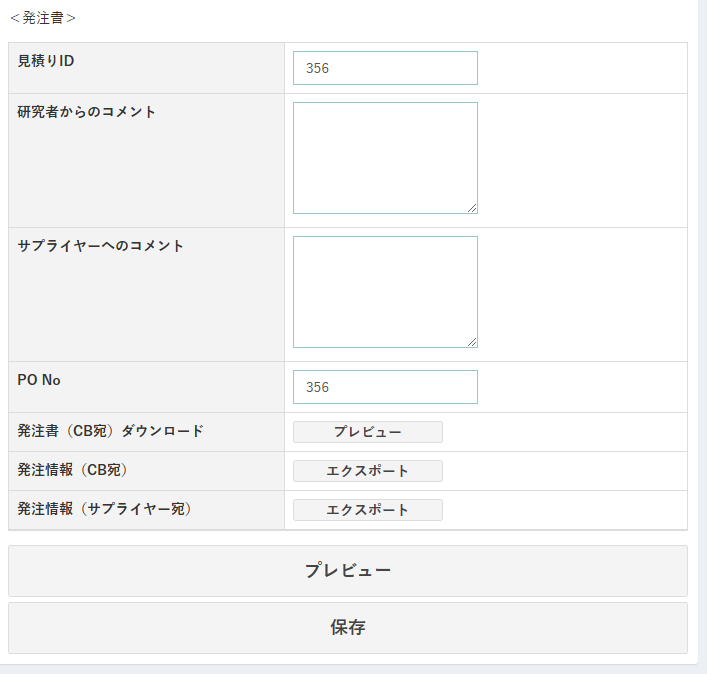 ＜発注書＞
見積りID
356
研究者からのコメント
サプライヤーへのコメント
PO No
356
発注書（CB宛）ダウンロード
プレビュー
発注情報（CB宛）
エクスポート
発注情報（サプライヤー宛）
エクスポート
プレビュー
保存